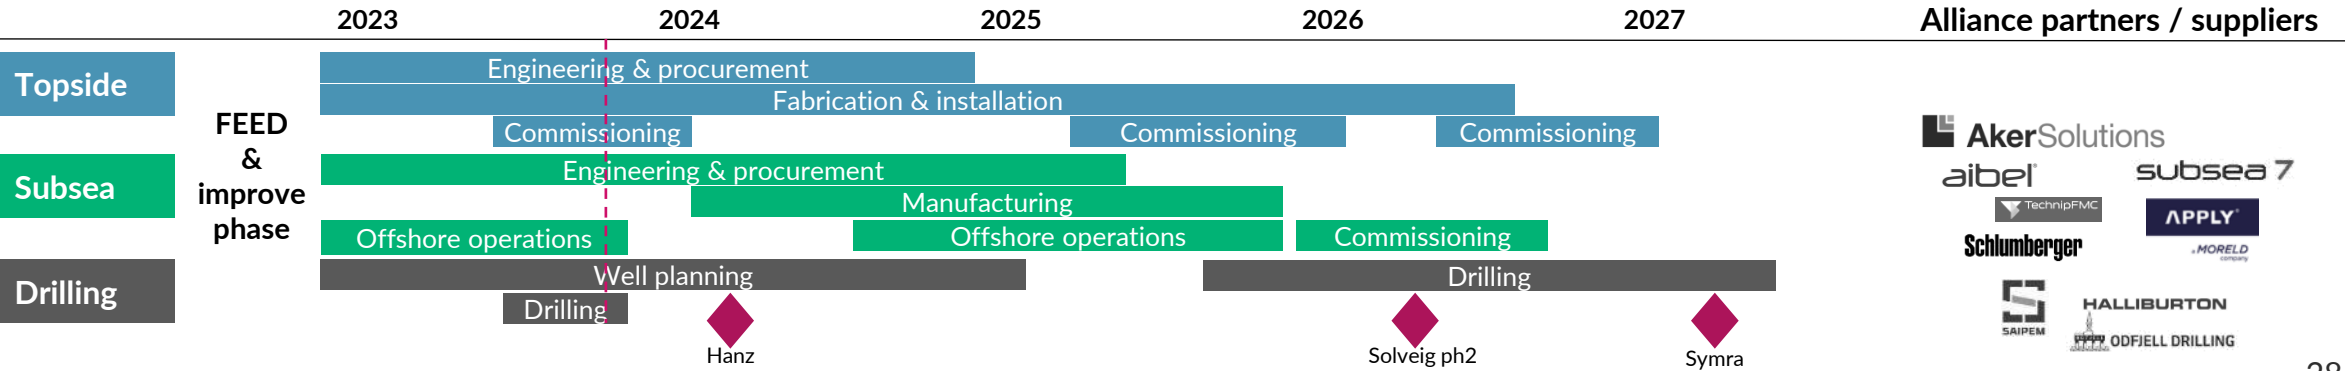 2023 2024 2025 2026 2027 Alliance partners / suppliers
Topside
FEED
&
improve
phase
Engineering & procurement
Fabrication & installation
Commissioning Commissioning Commissioning
Subsea
Engineering & procurement
Manufacturing
Offshore operations Offshore operations Commissioning
Drilling
Well planning Drilling
Drilling
Hanz Solveig ph2 Symra
AkerSolutions
aibel subsea 7
TechnipFMC APPLY
Schlumberger MORELD
company
SAIPEM HALLIBURTON
ODFJELL DRILLING